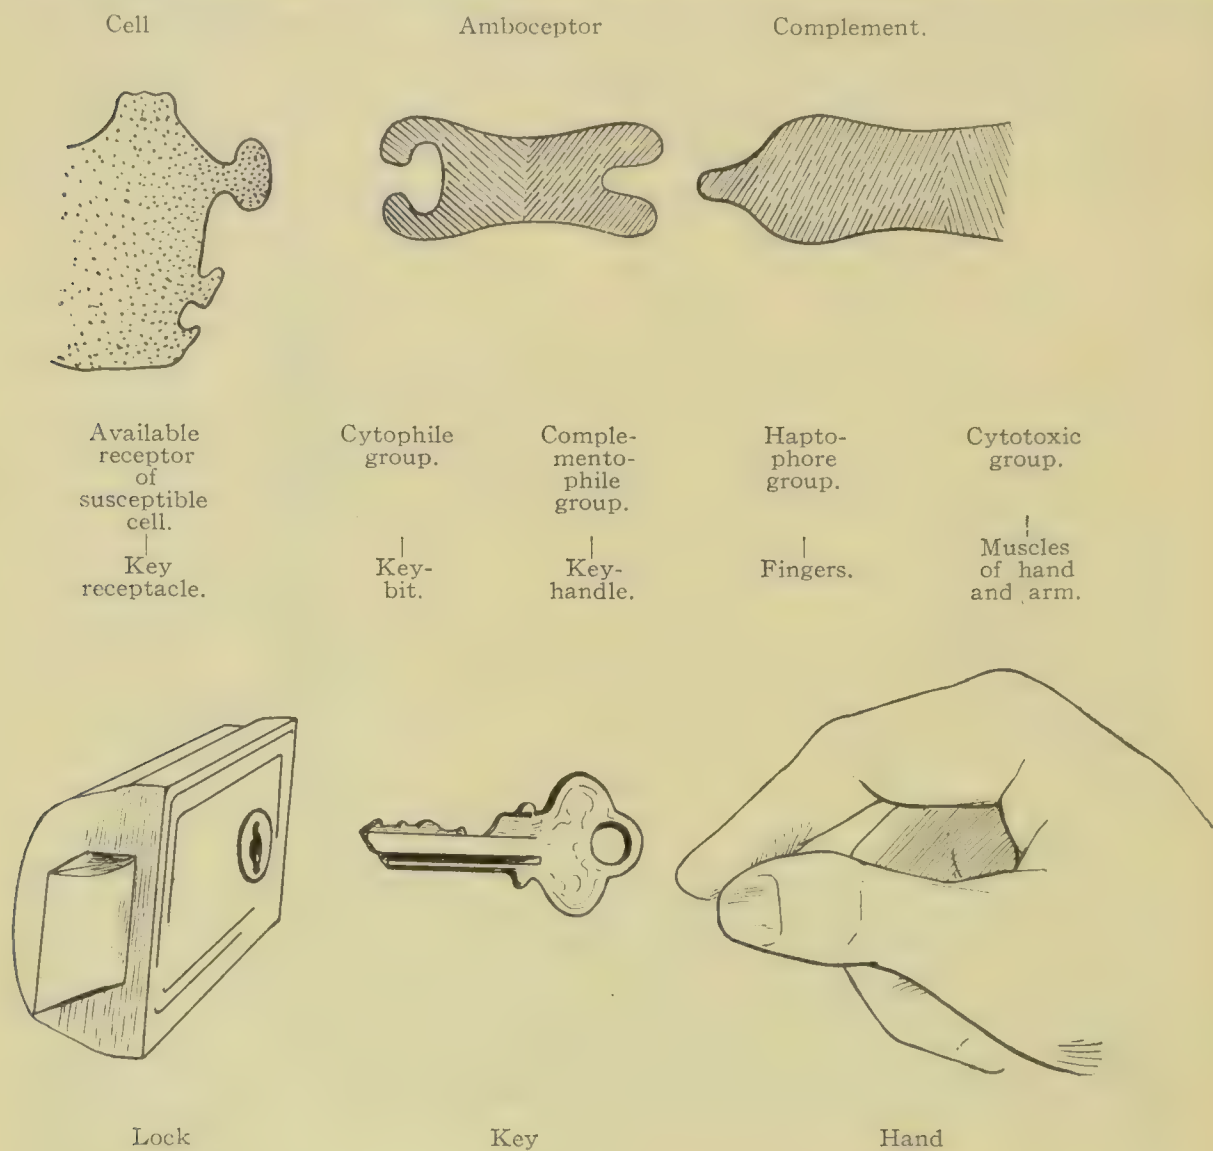 Cell
Amboceptor
Complement.
Available
receptor
of
susceptible
cell.
Key
receptacle.
Cytophile
group.
Key-
bit.
Comple-
mento-
phile
group.
Key-
handle.
Hapto-
phore
group.
Fingers.
Cytotoxic
group.
Muscles
of hand
and arm.
Lock
Key
Hand